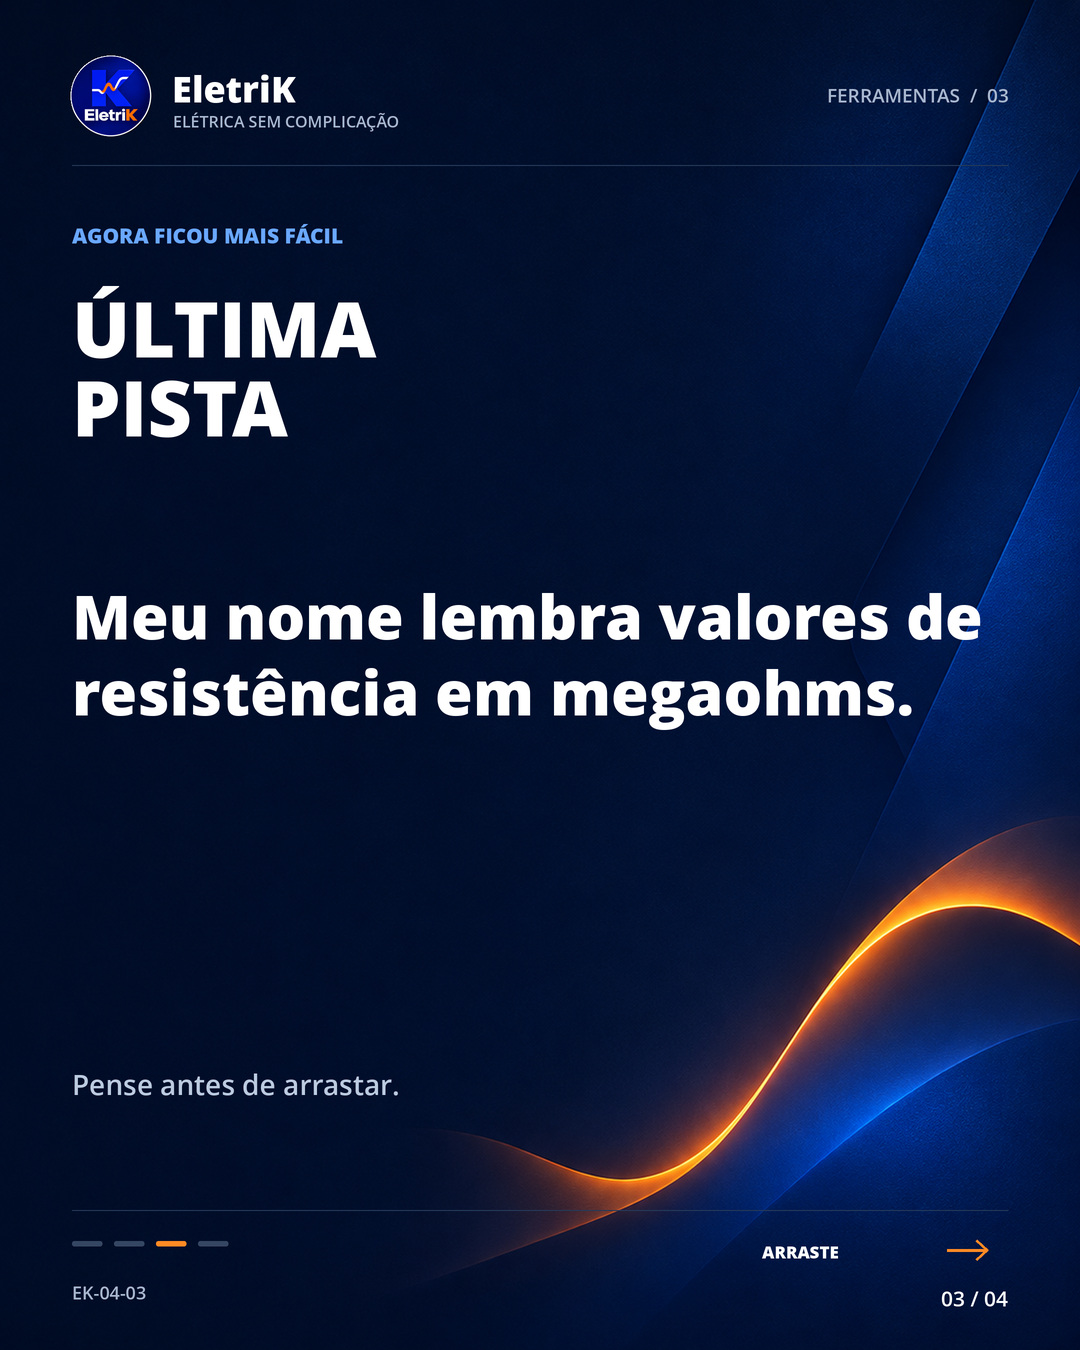 K
EletriK
EletriK
ELÉTRICA SEM COMPLICAÇÃO
FERRAMENTAS / 03
AGORA FICOU MAIS FÁCIL
ÚLTIMA
PISTA
Meu nome lembra valores de
resistência em megaohms.
Pense antes de arrastar.
ARRASTE
EK-04-03
03 / 04